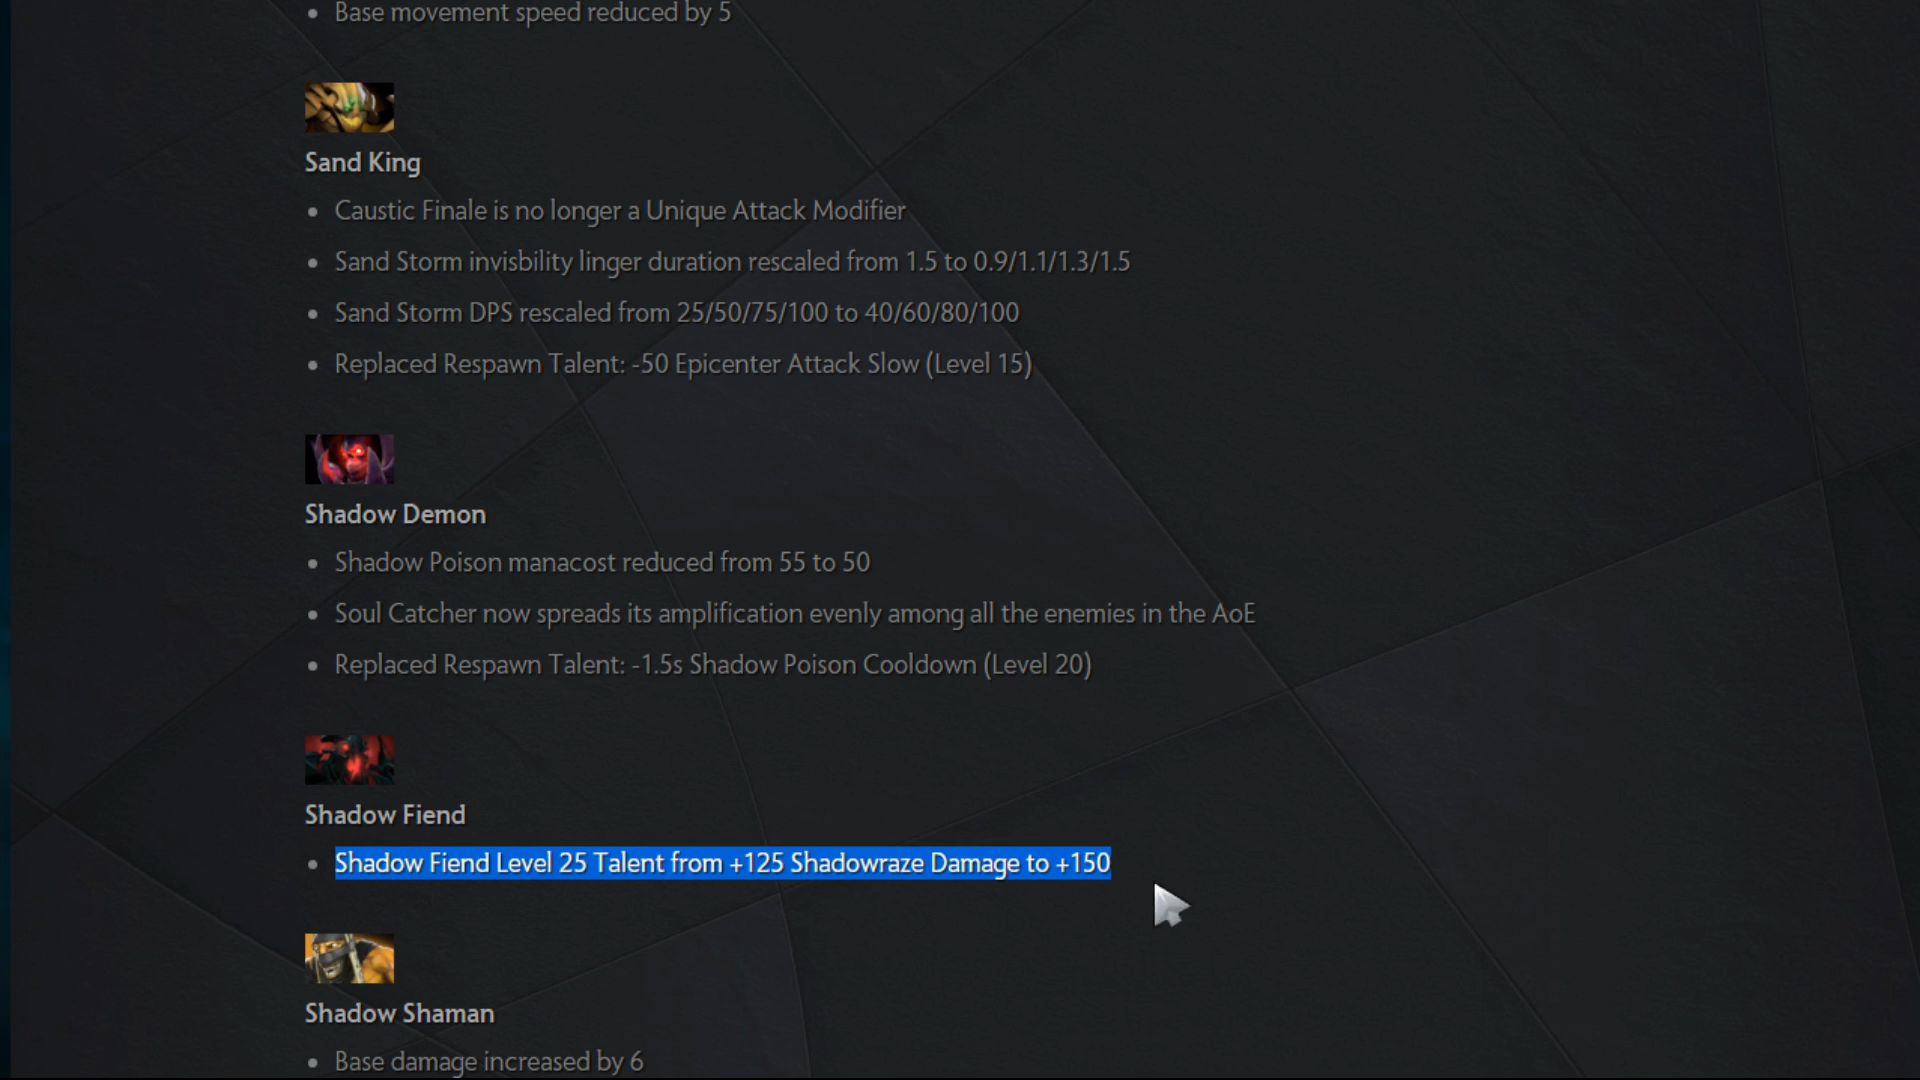 • Base movement speed reduced by 5
Sand King
• Caustic Finale is no longer a Unique Attack Modifier
• Sand Storm invisbility linger duration rescaled from 1.5 to 0.9/1.1/1.3/1.5
• Sand Storm DPS rescaled from 25/50/75/100 to 40/60/80/100
• Replaced Respawn Talent: -50 Epicenter Attack Slow (Level 15)
Shadow Demon
• Shadow Poison manacost reduced from 55 to 50
• Soul Catcher now spreads its amplification evenly among all the enemies in the AoE
• Replaced Respawn Talent: -1.5s Shadow Poison Cooldown (Level 20)
Shadow Fiend
• Shadow Fiend Level 25 Talent from +125 Shadowraze Damage to +150
Shadow Shaman
• Base damage increased by 6